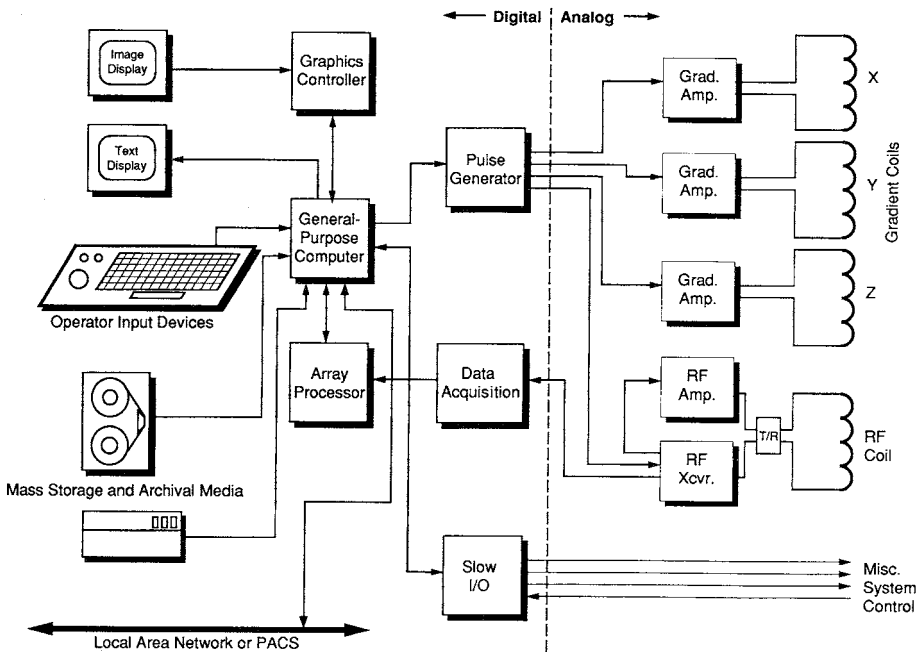 Digital
Analog
Image
Display
Graphics
Controller
Grad.
Amp.
X
Text
Display
Pulse
Generator
Grad.
Amp.
Y
Gradient Coils
General-
Purpose
Computer
Grad.
Amp.
Z
Operator Input Devices
Array
Processor
Data
Acquisition
RF
Amp.
T/R
RF
Coil
RF
Xcvr.
Mass Storage and Archival Media
Slow
I/O
Misc.
System
Control
Local Area Network or PACS